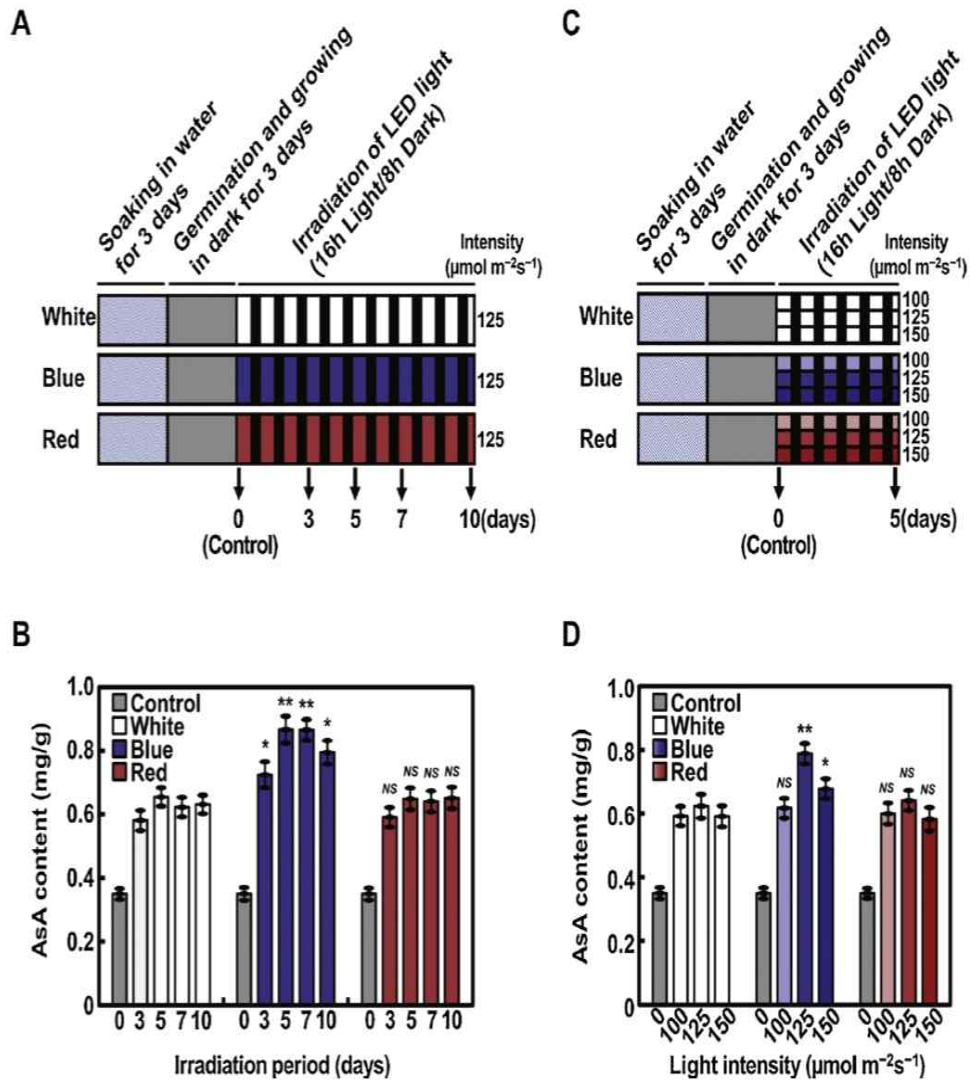 A
Soaking in water
for 3 days
Germination and growing
in dark for 3 days
Irradiation of LED light
(16h Light/8h Dark)
Intensity
(μmol m⁻²s⁻¹)
White
125
Blue
125
Red
125
0
3
5
7
10(days)
(Control)
C
Soaking in water
for 3 days
Germination and growing
in dark for 3 days
Irradiation of LED light
(16h Light/8h Dark)
Intensity
(μmol m⁻²s⁻¹)
White
100
125
150
Blue
100
125
150
Red
100
125
150
0
5(days)
(Control)
B
AsA content (mg/g)
1.0
0.8
0.6
0.4
0.2
0
Control
White
Blue
Red
* ** ** *
NS NS NS NS
0 3 5 7 10 0 3 5 7 10 0 3 5 7 10
Irradiation period (days)
D
AsA content (mg/g)
1.0
0.8
0.6
0.4
0.2
0
Control
White
Blue
Red
NS ** *
NS NS NS
0 100 125 150 0 100 125 150 0 100 125 150
Light intensity (μmol m⁻²s⁻¹)